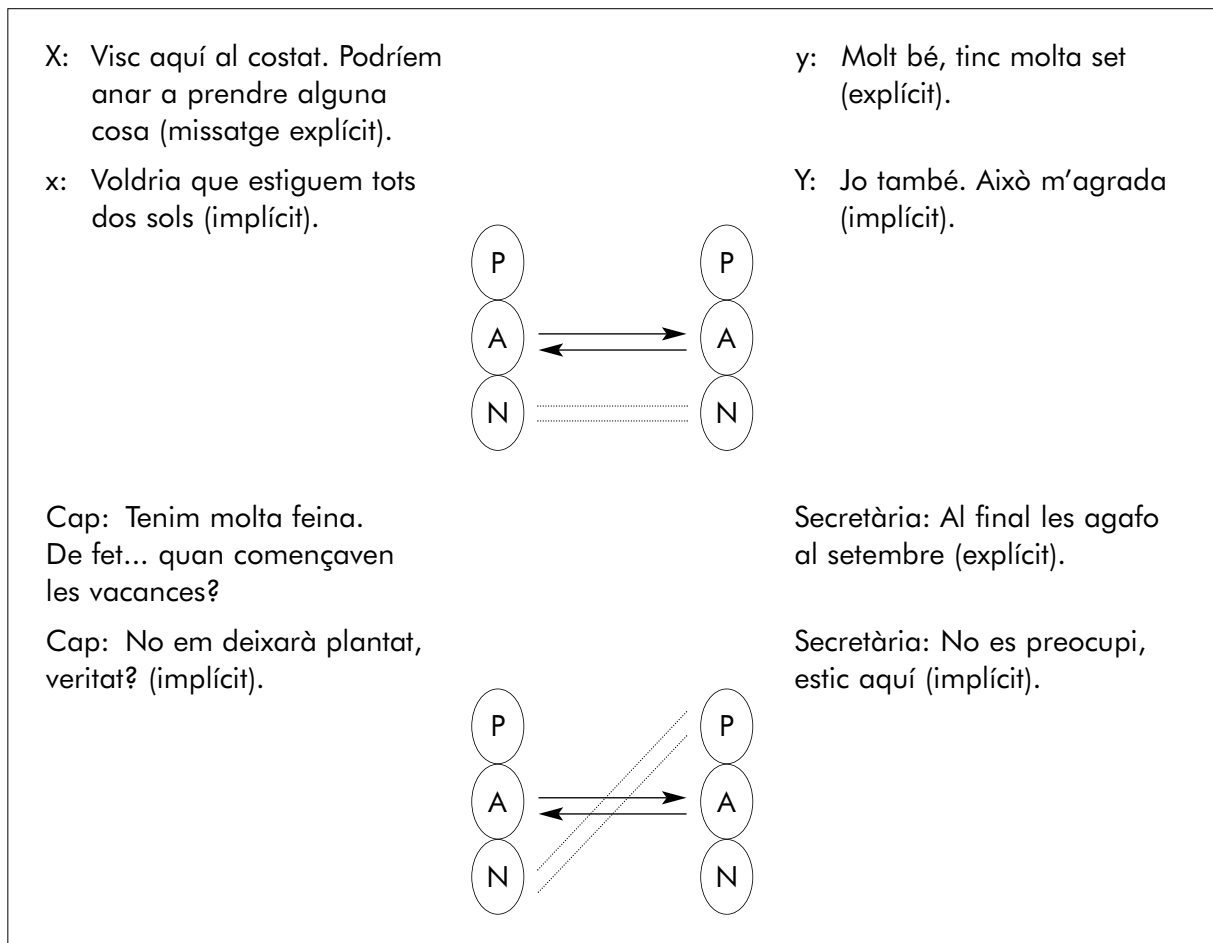 X: Visc aquí al costat. Podríem
anar a prendre alguna
cosa (missatge explícit).
y: Molt bé, tinc molta set
(explícit).
x: Voldria que estiguem tots
dos sols (implícit).
Y: Jo també. Això m'agrada
(implícit).
P P
A A
N N
Cap: Tenim molta feina.
De fet... quan començaven
les vacances?
Secretària: Al final les agafo
al setembre (explícit).
Cap: No em deixarà plantat,
veritat? (implícit).
Secretària: No es preocupi,
estic aquí (implícit).
P P
A A
N N